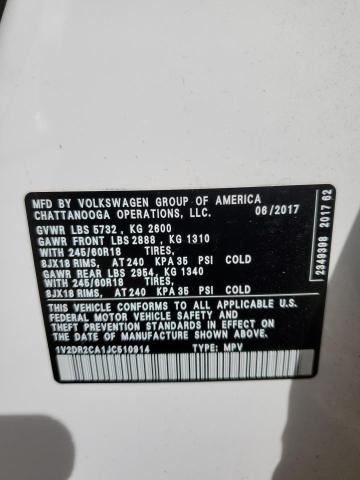 MFD BY VOLKSWAGEN GROUP OF AMERICA
CHATTANOOGA OPERATIONS, LLC. 06/2017
GVWR LBS 5732 , KG 2600
GAWR FRONT LBS 2888 , KG 1310
WITH 245/60R18 TIRES,
8JX18 RIMS, AT 240 KPA 35 PSI COLD
GAWR REAR LBS 2954, KG 1340
WITH 245/60R18 TIRES,
8JX18 RIMS, AT 240 KPA 35 PSI COLD
THIS VEHICLE CONFORMS TO ALL APPLICABLE U.S.
FEDERAL MOTOR VEHICLE SAFETY AND
THEFT PREVENTION STANDARDS IN EFFECT ON THE
DATE OF MANUFACTURE SHOWN ABOVE.
1V2DR2CA1JC510914 TYPE: MPV
2349398 2017 62